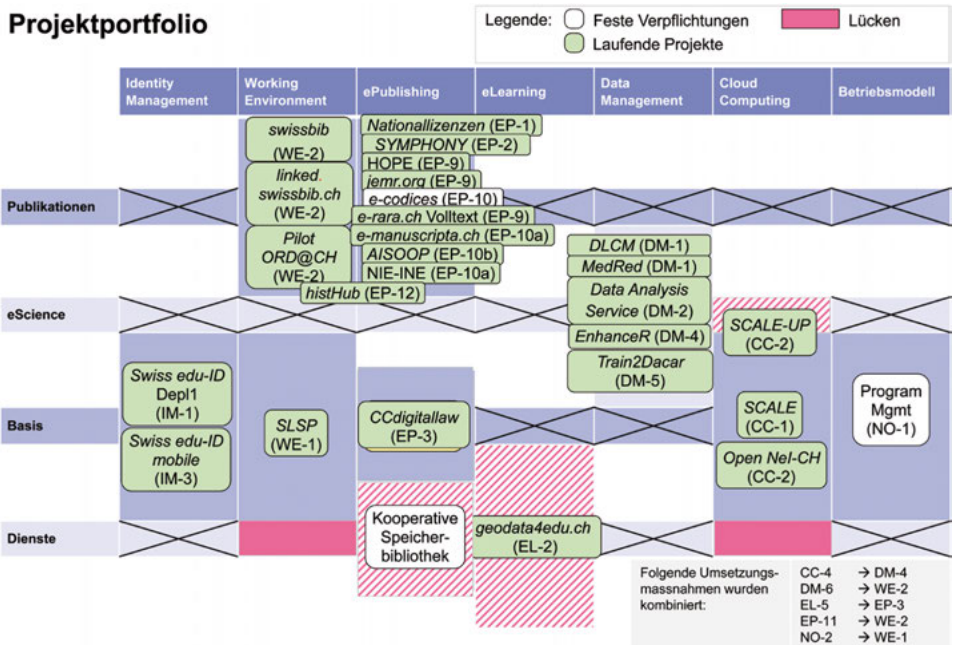 Projektportfolio
Legende: Feste Verpflichtungen Lücken
Laufende Projekte
Identity
Management
Working
Environment
ePublishing
eLearning
Data
Management
Cloud
Computing
Betriebsmodell
Publikationen
swissbib
(WE-2)
linked.
swissbib.ch
(WE-2)
Pilot
ORD@CH
(WE-2)
Nationallizenzen (EP-1)
SYMPHONY (EP-2)
HOPE (EP-9)
jemr.org (EP-9)
e-codices (EP-10)
e-rara.ch Volltext (EP-9)
e-manuscripta.ch (EP-10a)
AISOOP (EP-10b)
NIE-INE (EP-10a)
histHub (EP-12)
DLCM (DM-1)
MedRed (DM-1)
Data Analysis
Service (DM-2)
EnhanceR (DM-4)
Train2Dacar
(DM-5)
eScience
SCALE-UP
(CC-2)
Basis
Swiss edu-ID
Depl1
(IM-1)
Swiss edu-ID
mobile
(IM-3)
SLSP
(WE-1)
CCdigitallaw
(EP-3)
SCALE
(CC-1)
Open Nel-CH
(CC-2)
Program
Mgmt
(NO-1)
Dienste
Kooperative
Speicher-
bibliothek
geodata4edu.ch
(EL-2)
Folgende Umsetzungs-
massnahmen wurden
kombiniert:
CC-4 → DM-4
DM-6 → WE-2
EL-5 → EP-3
EP-11 → WE-2
NO-2 → WE-1